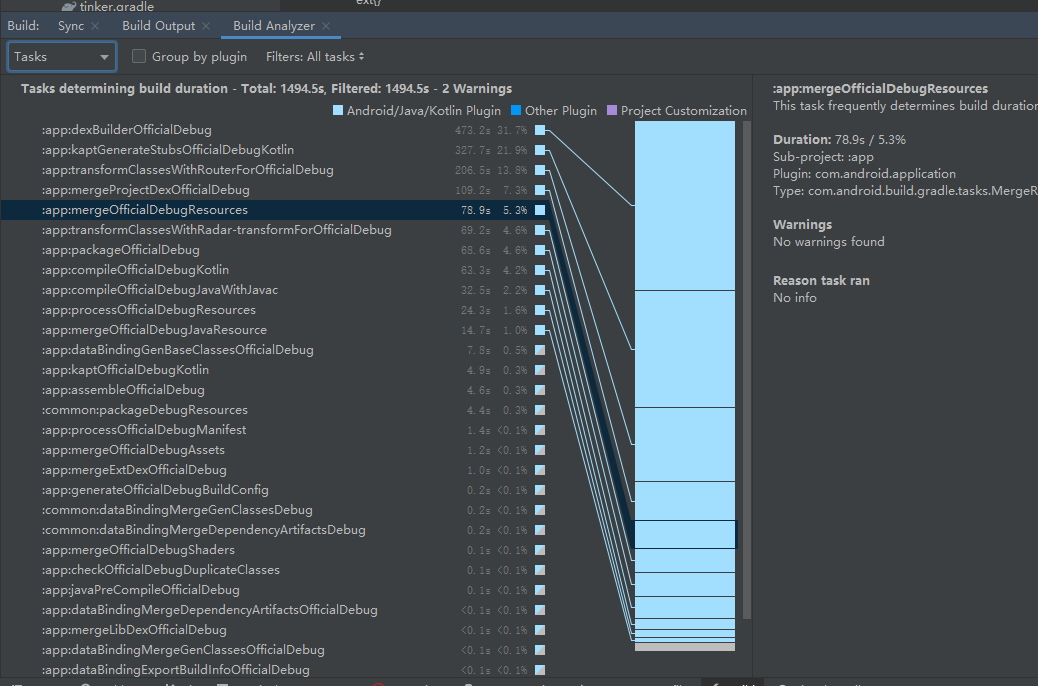 tinker.gradle
ext{}
Build: Sync Build Output Build Analyzer
Tasks Group by plugin Filters: All tasks
Tasks determining build duration - Total: 1494.5s, Filtered: 1494.5s - 2 Warnings
Android/Java/Kotlin Plugin Other Plugin Project Customization
:app:dexBuilderOfficialDebug 473.2s 31.7%
:app:kaptGenerateStubsOfficialDebugKotlin 327.7s 21.9%
:app:transformClassesWithRouterForOfficialDebug 206.5s 13.8%
:app:mergeProjectDexOfficialDebug 109.2s 7.3%
:app:mergeOfficialDebugResources 78.9s 5.3%
:app:transformClassesWithRadar-transformForOfficialDebug 69.2s 4.6%
:app:packageOfficialDebug 68.6s 4.6%
:app:compileOfficialDebugKotlin 63.3s 4.2%
:app:compileOfficialDebugJavaWithJavac 32.5s 2.2%
:app:processOfficialDebugResources 24.3s 1.6%
:app:mergeOfficialDebugJavaResource 14.7s 1.0%
:app:dataBindingGenBaseClassesOfficialDebug 7.8s 0.5%
:app:kaptOfficialDebugKotlin 4.9s 0.3%
:app:assembleOfficialDebug 4.6s 0.3%
:common:packageDebugResources 4.4s 0.3%
:app:processOfficialDebugManifest 1.4s <0.1%
:app:mergeOfficialDebugAssets 1.2s <0.1%
:app:mergeExtDexOfficialDebug 1.0s <0.1%
:app:generateOfficialDebugBuildConfig 0.2s <0.1%
:common:dataBindingMergeGenClassesDebug 0.2s <0.1%
:common:dataBindingMergeDependencyArtifactsDebug 0.2s <0.1%
:app:mergeOfficialDebugShaders 0.1s <0.1%
:app:checkOfficialDebugDuplicateClasses 0.1s <0.1%
:app:javaPreCompileOfficialDebug 0.1s <0.1%
:app:dataBindingMergeDependencyArtifactsOfficialDebug <0.1s <0.1%
:app:mergeLibDexOfficialDebug <0.1s <0.1%
:app:dataBindingMergeGenClassesOfficialDebug <0.1s <0.1%
:app:dataBindingExportBuildInfoOfficialDebug <0.1s <0.1%
:app:mergeOfficialDebugResources
This task frequently determines build duration
Duration: 78.9s / 5.3%
Sub-project: :app
Plugin: com.android.application
Type: com.android.build.gradle.tasks.MergeR
Warnings
No warnings found
Reason task ran
No info